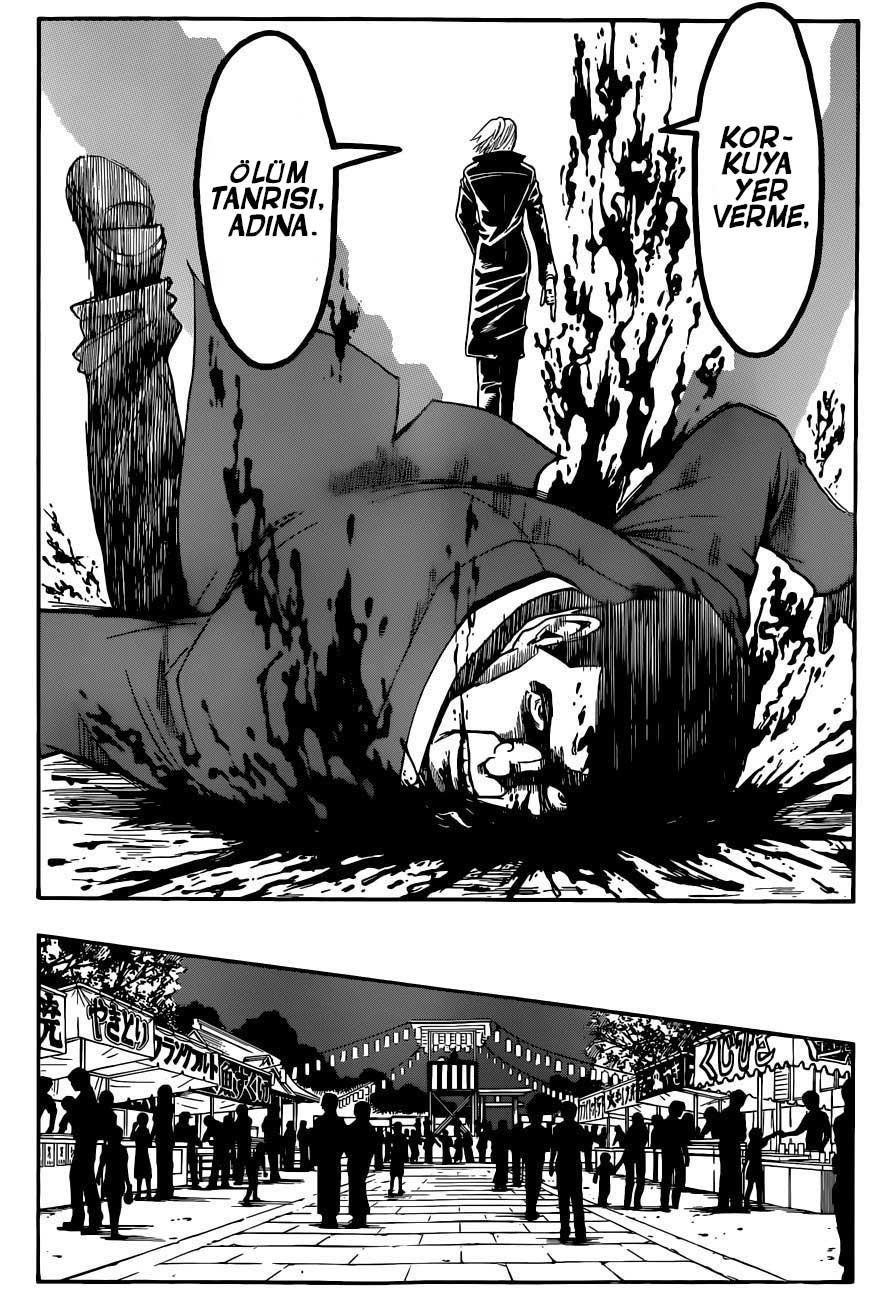 KOR-
KUYA
YER
VERME,
ÖLÜM
TANRISI,
ADINA.
やきとり
フランクフルト
くじびき